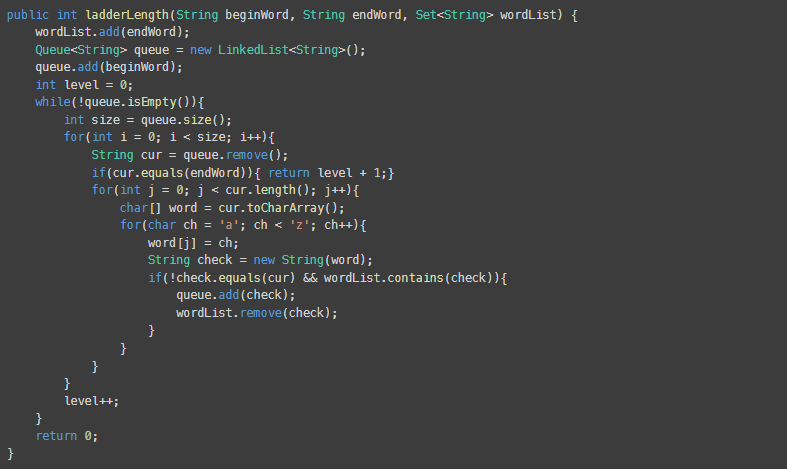 public int ladderLength(String beginWord, String endWord, Set<String> wordList) {
    wordList.add(endWord);
    Queue<String> queue = new LinkedList<String>();
    queue.add(beginWord);
    int level = 0;
    while(!queue.isEmpty()){
        int size = queue.size();
        for(int i = 0; i < size; i++){
            String cur = queue.remove();
            if(cur.equals(endWord)){ return level + 1;}
            for(int j = 0; j < cur.length(); j++){
                char[] word = cur.toCharArray();
                for(char ch = 'a'; ch < 'z'; ch++){
                    word[j] = ch;
                    String check = new String(word);
                    if(!check.equals(cur) && wordList.contains(check)){
                        queue.add(check);
                        wordList.remove(check);
                    }
                }
            }
        }
        level++;
    }
    return 0;
}